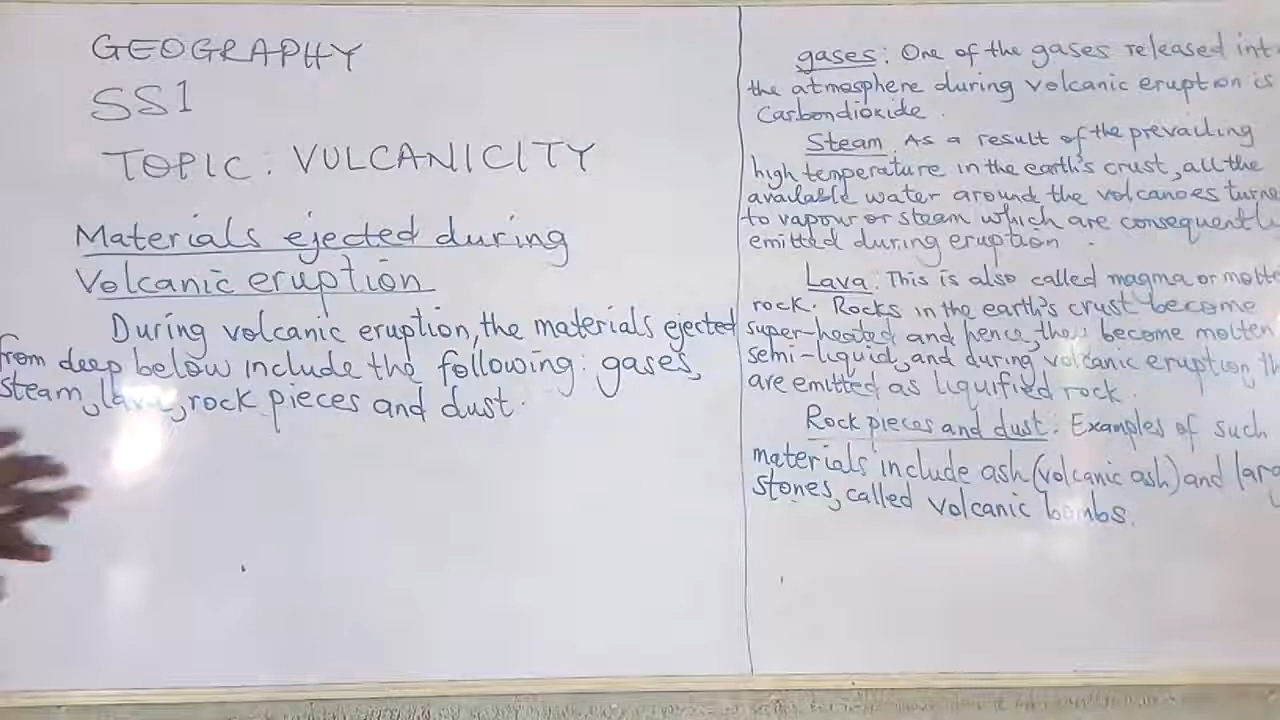 GEOGRAPHY
SS1
TOPIC: VULCANICITY
Materials ejected during
Volcanic eruption
During volcanic eruption, the materials ejected
from deep below include the following: gases,
steam, lava, rock pieces and dust.
gases: One of the gases released int
the atmosphere during volcanic eruption is
Carbondioxide.
Steam. As a result of the prevailing
high temperature in the earth's crust, all the
available water around the volcanoes turns
to vapour or steam which are consequentl
emitted during eruption.
Lava: This is also called magma or molte
rock. Rocks in the earth's crust become
super-heated and hence, they become molten
semi-liquid, and during volcanic eruption, th
are emitted as liquified rock.
Rock pieces and dust: Examples of such
materials include ash (volcanic ash) and larg
stones, called volcanic bombs.